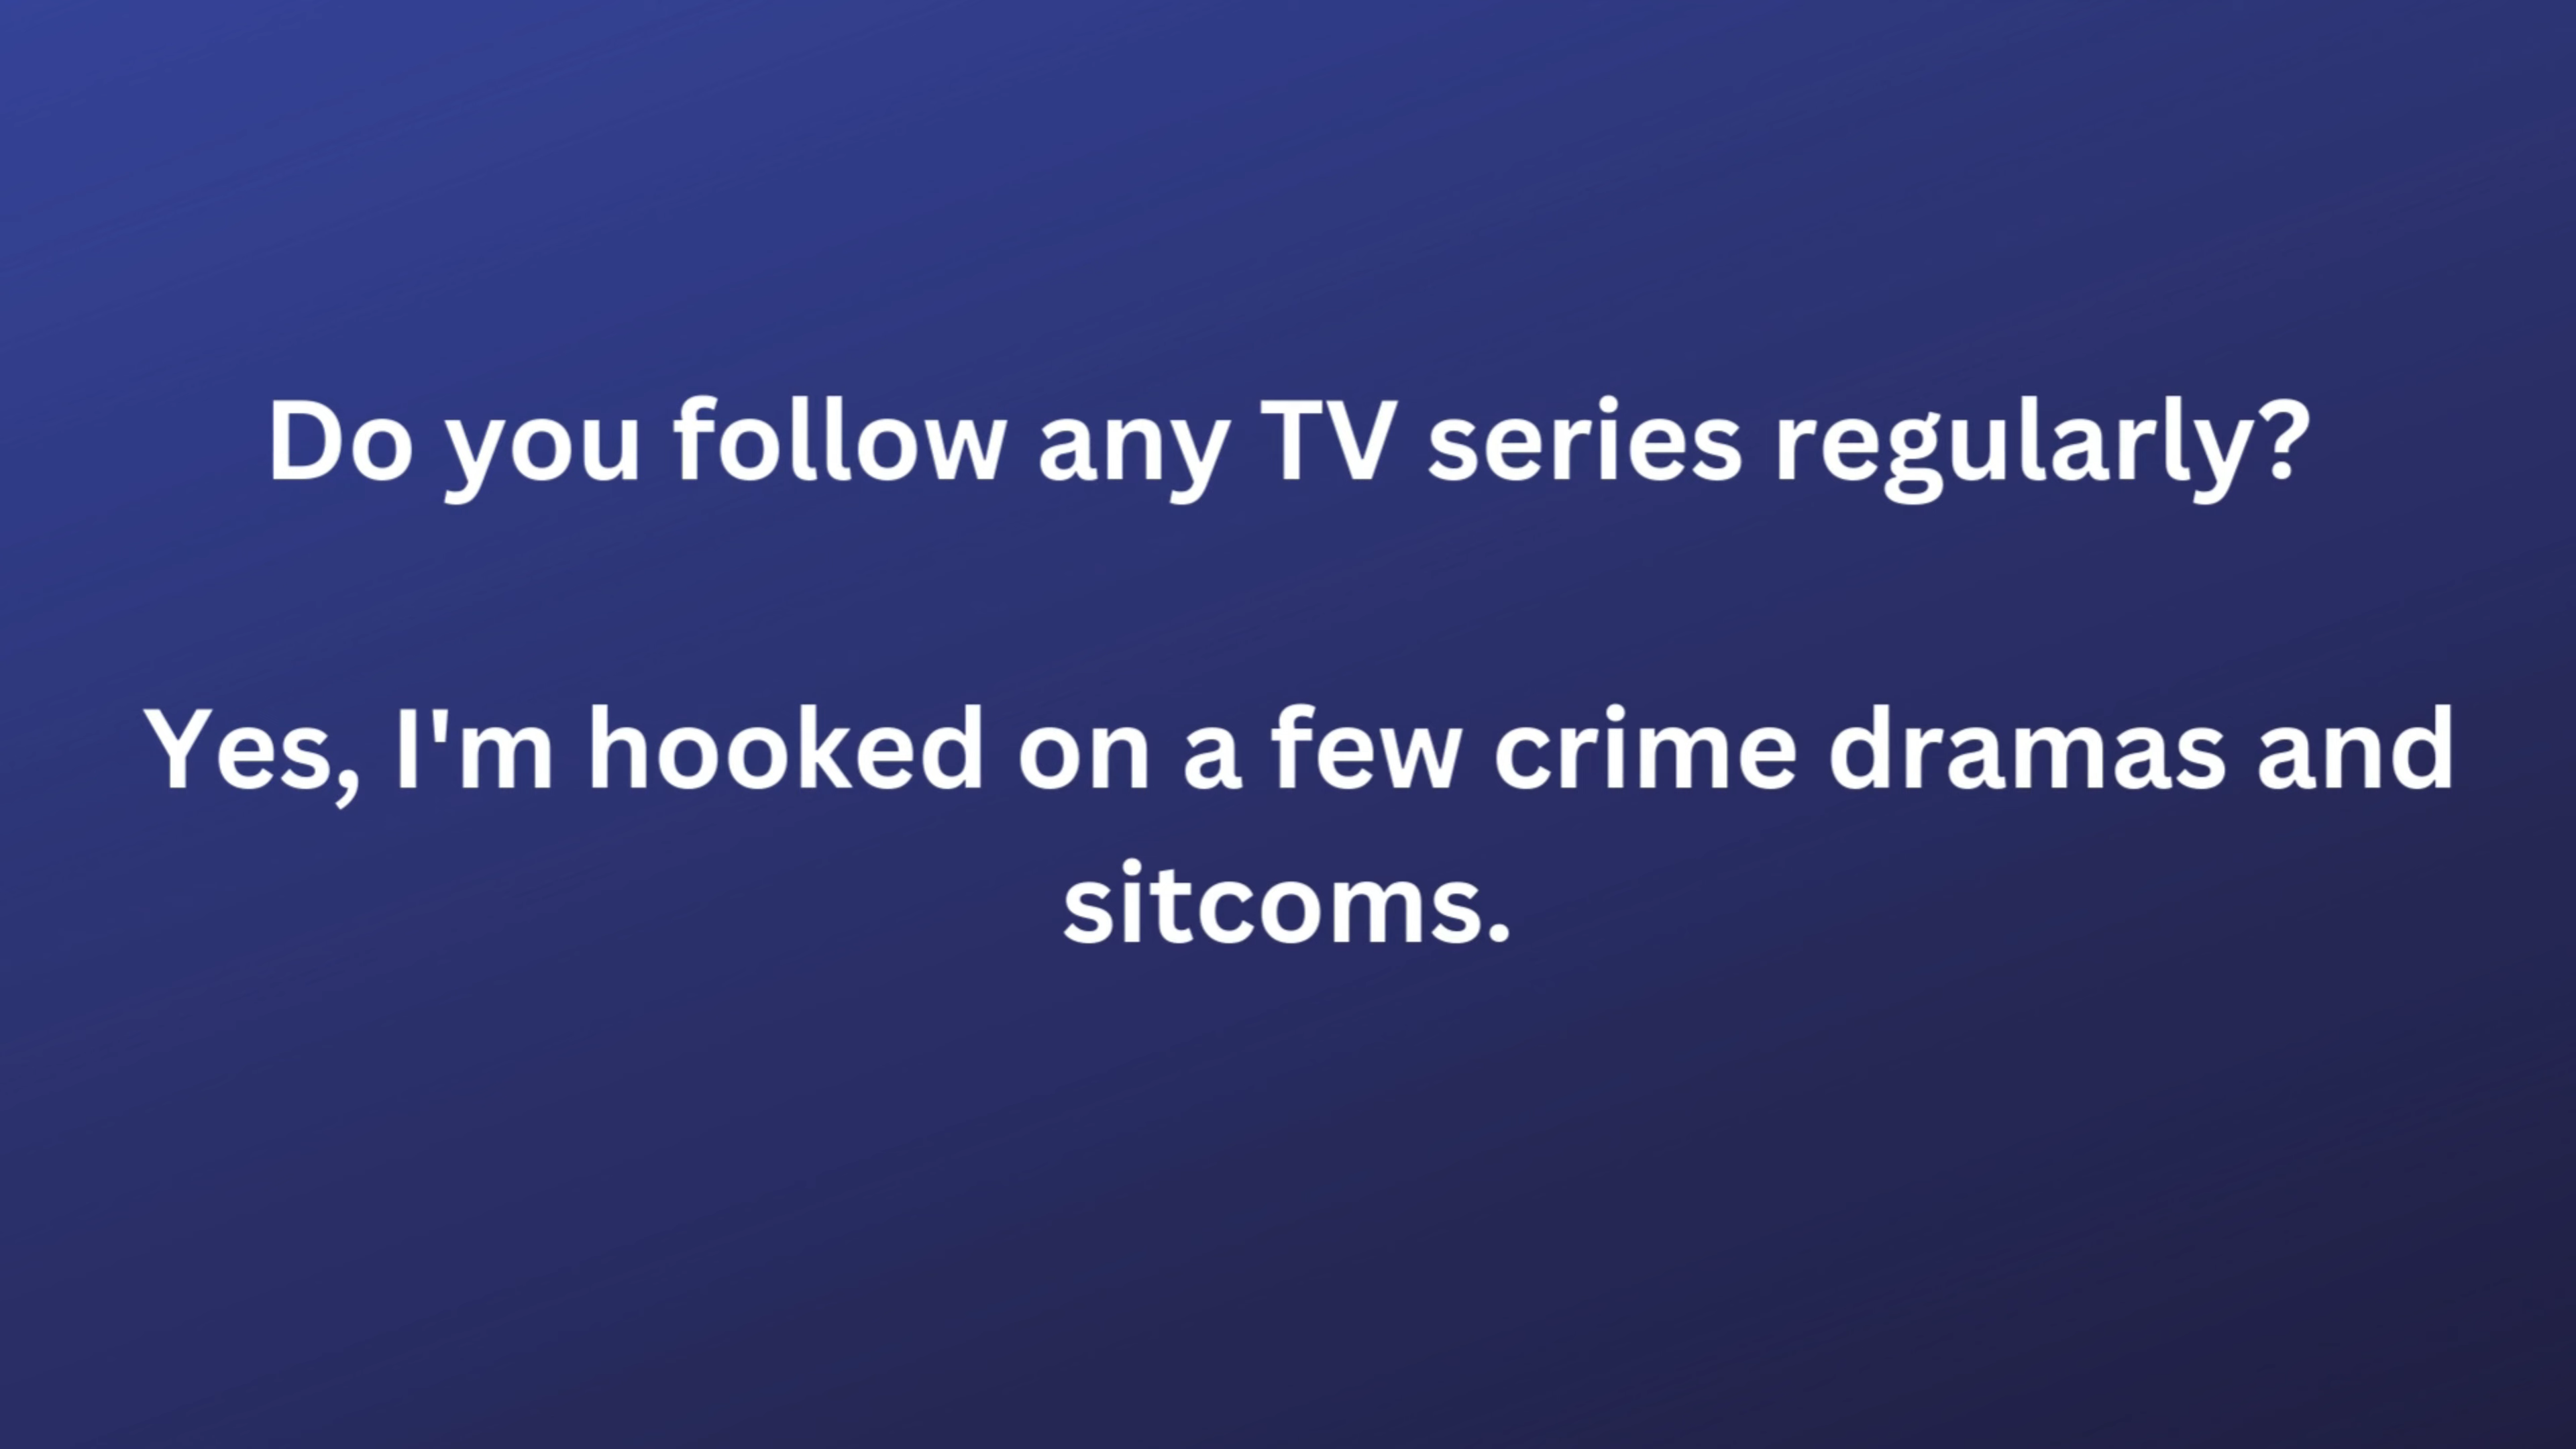 Do you follow any TV series regularly?
Yes, I'm hooked on a few crime dramas and
sitcoms.